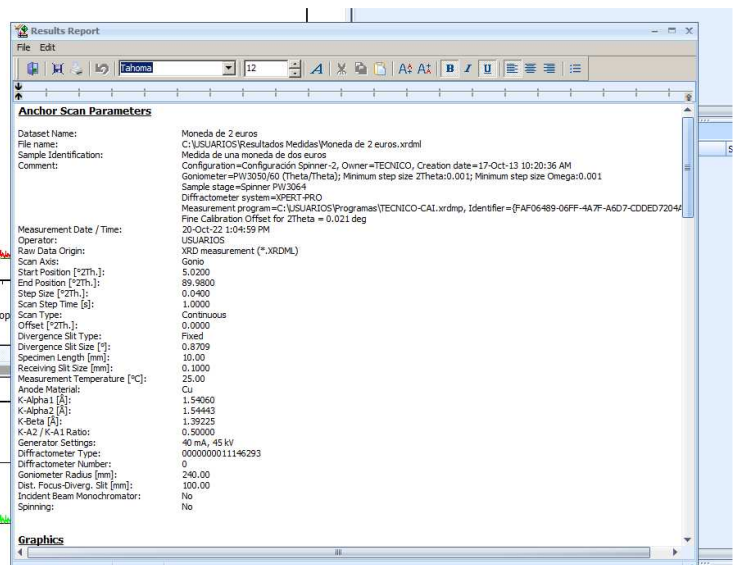 Results Report
File Edit
Tahoma 12 A B I U
Anchor Scan Parameters
Dataset Name: Moneda de 2 euros
File name: C:\USUARIOS\Resultados Medidas\Moneda de 2 euros.xrdml
Sample Identification: Medida de una moneda de dos euros
Comment: Configuration=Configuración Spinner-2, Owner=TECNICO, Creation date=17-Oct-13 10:20:36 AM
Goniometer=PW3050/60 (Theta/Theta); Minimum step size 2Theta:0.001; Minimum step size Omega:0.001
Sample stage=Spinner PW3064
Diffractometer system=XPERT-PRO
Measurement program=C:\USUARIOS\Programas\TECNICO-CAI.xrdmp, Identifier={FAF06489-06FF-4A7F-A6D7-CDDED7204A
Fine Calibration Offset for 2Theta = 0.021 deg
Measurement Date / Time: 20-Oct-22 1:04:59 PM
Operator: USUARIOS
Raw Data Origin: XRD measurement (*.XRDML)
Scan Axis: Gonio
Start Position [°2Th.]: 5.0200
End Position [°2Th.]: 89.9800
Step Size [°2Th.]: 0.0400
Scan Step Time [s]: 1.0000
Scan Type: Continuous
Offset [°2Th.]: 0.0000
Divergence Slit Type: Fixed
Divergence Slit Size [°]: 0.8709
Specimen Length [mm]: 10.00
Receiving Slit Size [mm]: 0.1000
Measurement Temperature [°C]: 25.00
Anode Material: Cu
K-Alpha1 [Å]: 1.54060
K-Alpha2 [Å]: 1.54443
K-Beta [Å]: 1.39225
K-A2 / K-A1 Ratio: 0.50000
Generator Settings: 40 mA, 45 kV
Diffractometer Type: 0000000011146293
Diffractometer Number: 0
Goniometer Radius [mm]: 240.00
Dist. Focus-Diverg. Slit [mm]: 100.00
Incident Beam Monochromator: No
Spinning: No
Graphics